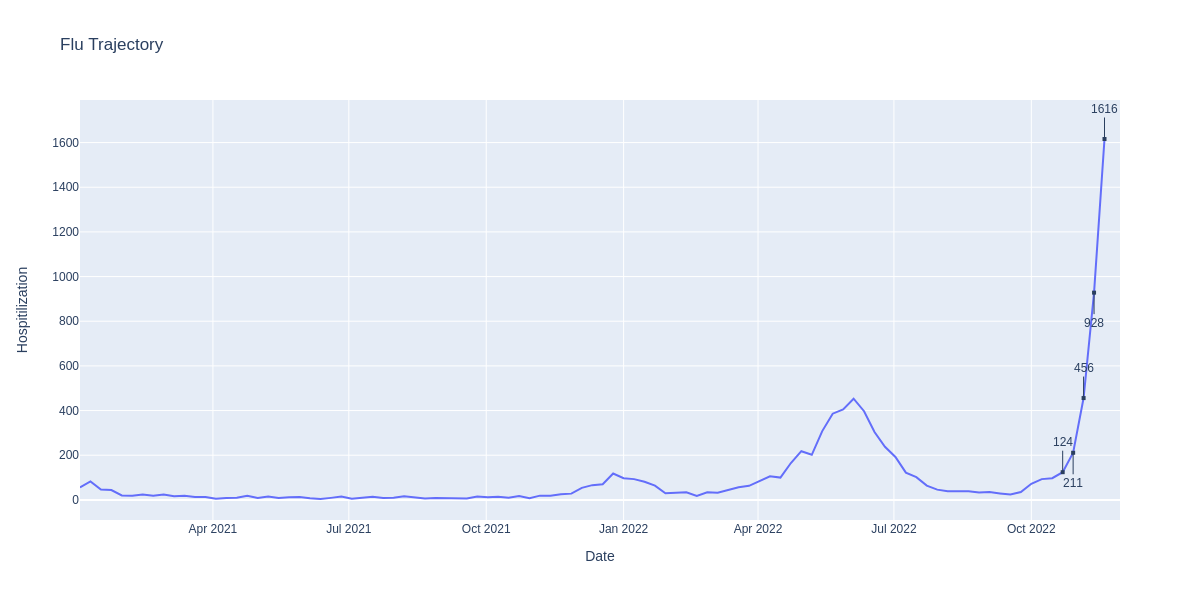 Flu Trajectory
1616
1600
1400
1200
1000
800
928
600
456
400
124
200
211
0
Apr 2021
Jul 2021
Oct 2021
Jan 2022
Apr 2022
Jul 2022
Oct 2022
Date
Hospitilization